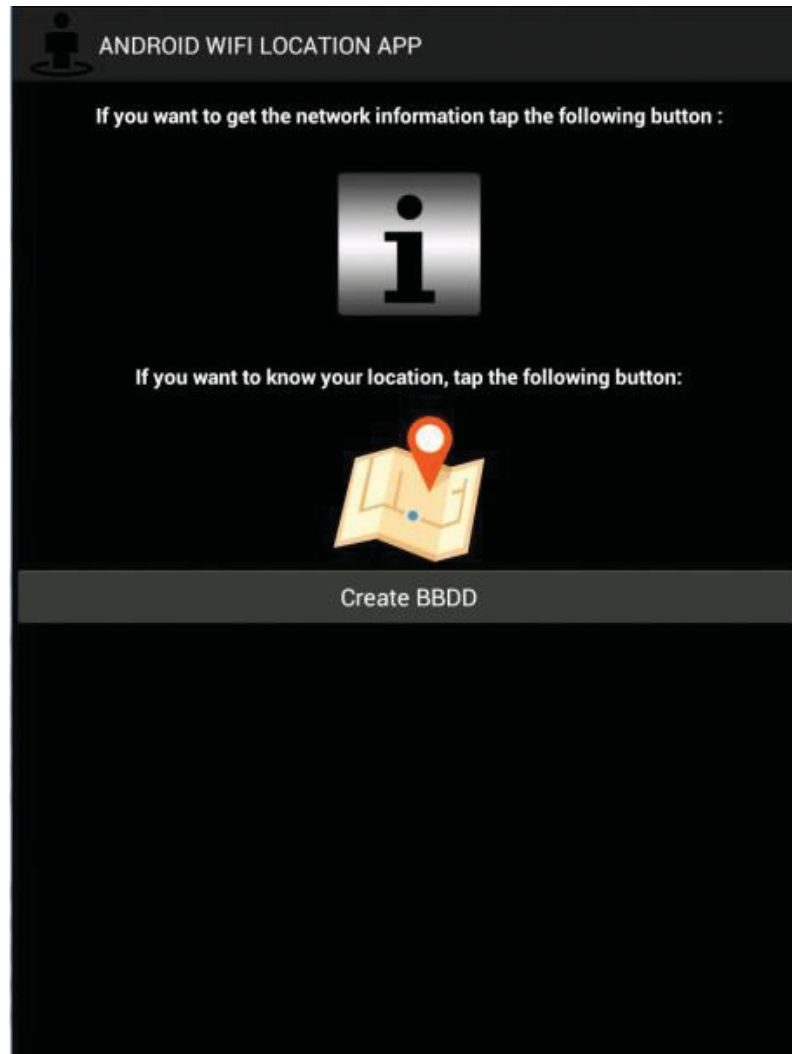 ANDROID WIFI LOCATION APP
If you want to get the network information tap the following button :
i
If you want to know your location, tap the following button:
Create BBDD